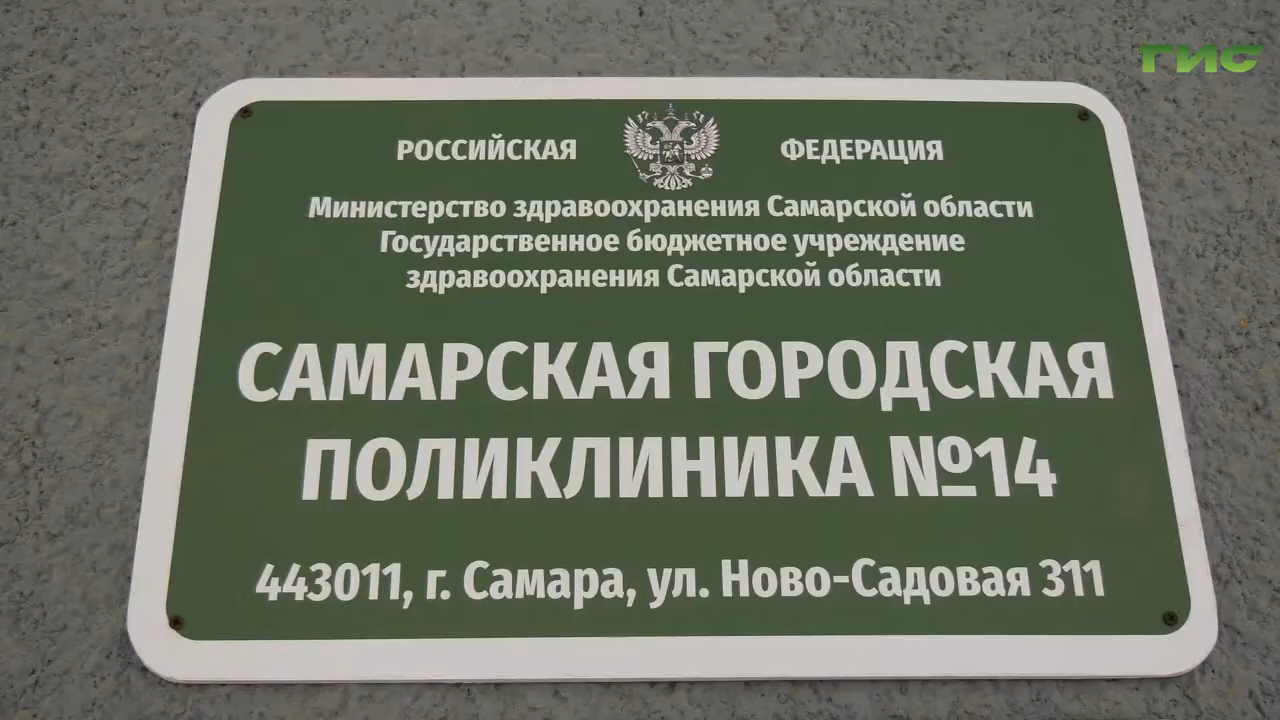 ГИС
РОССИЙСКАЯ ФЕДЕРАЦИЯ
Министерство здравоохранения Самарской области
Государственное бюджетное учреждение
здравоохранения Самарской области
САМАРСКАЯ ГОРОДСКАЯ
ПОЛИКЛИНИКА №14
443011, г. Самара, ул. Ново-Садовая 311